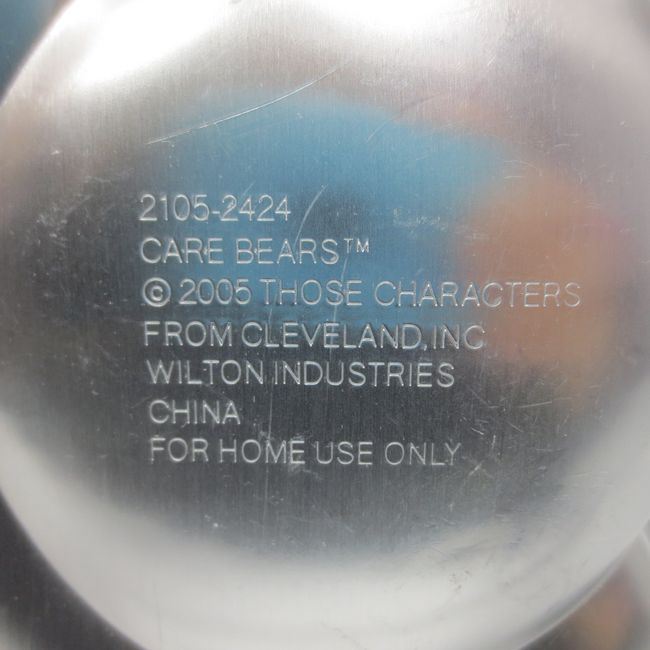 2105-2424
CARE BEARS™
© 2005 THOSE CHARACTERS
FROM CLEVELAND, INC
WILTON INDUSTRIES
CHINA
FOR HOME USE ONLY